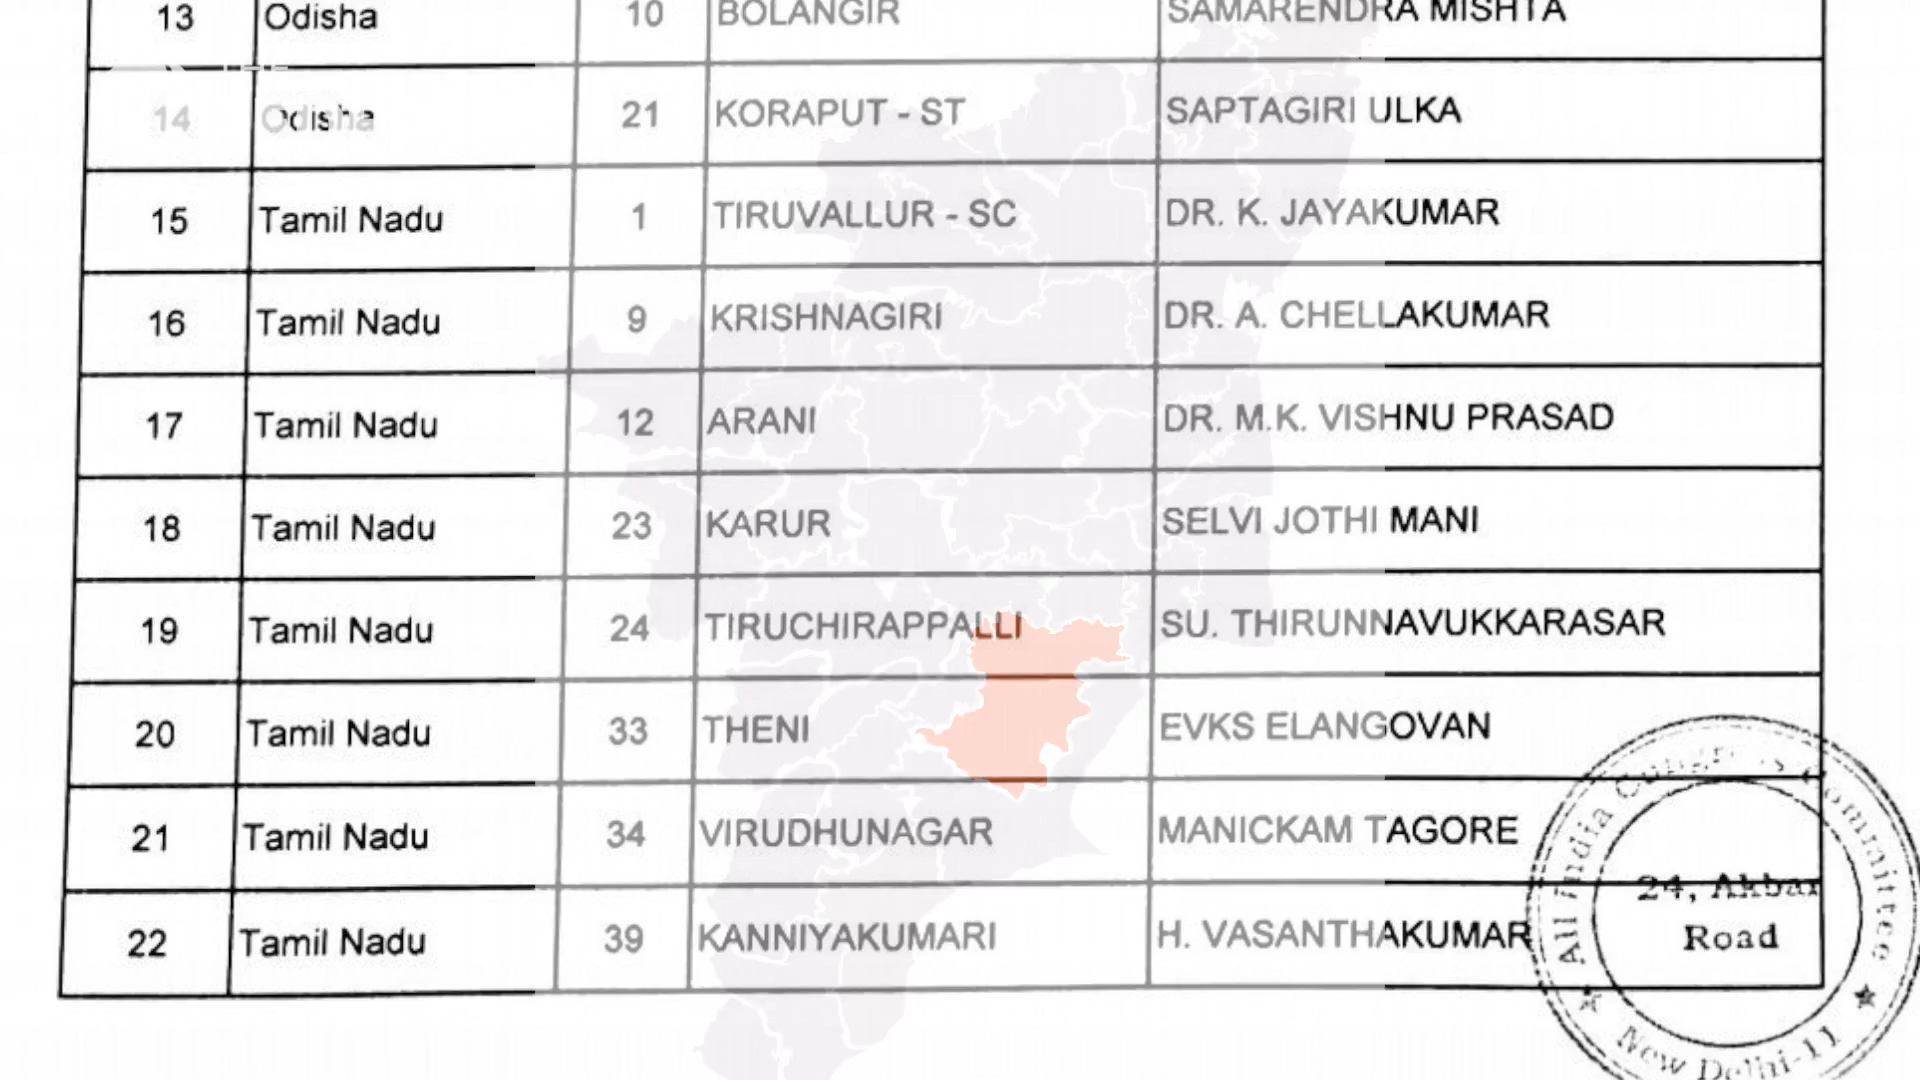 13 Odisha 10 BOLANGIR SAMARENDRA MISHTA
14 Odisha 21 KORAPUT - ST SAPTAGIRI ULKA
15 Tamil Nadu 1 TIRUVALLUR - SC DR. K. JAYAKUMAR
16 Tamil Nadu 9 KRISHNAGIRI DR. A. CHELLAKUMAR
17 Tamil Nadu 12 ARANI DR. M.K. VISHNU PRASAD
18 Tamil Nadu 23 KARUR SELVI JOTHI MANI
19 Tamil Nadu 24 TIRUCHIRAPPALLI SU. THIRUNNAVUKKARASAR
20 Tamil Nadu 33 THENI EVKS ELANGOVAN
21 Tamil Nadu 34 VIRUDHUNAGAR MANICKAM TAGORE
22 Tamil Nadu 39 KANNIYAKUMARI H. VASANTHAKUMAR
All India Congress Committee
24, Akbar
Road
New Delhi-11